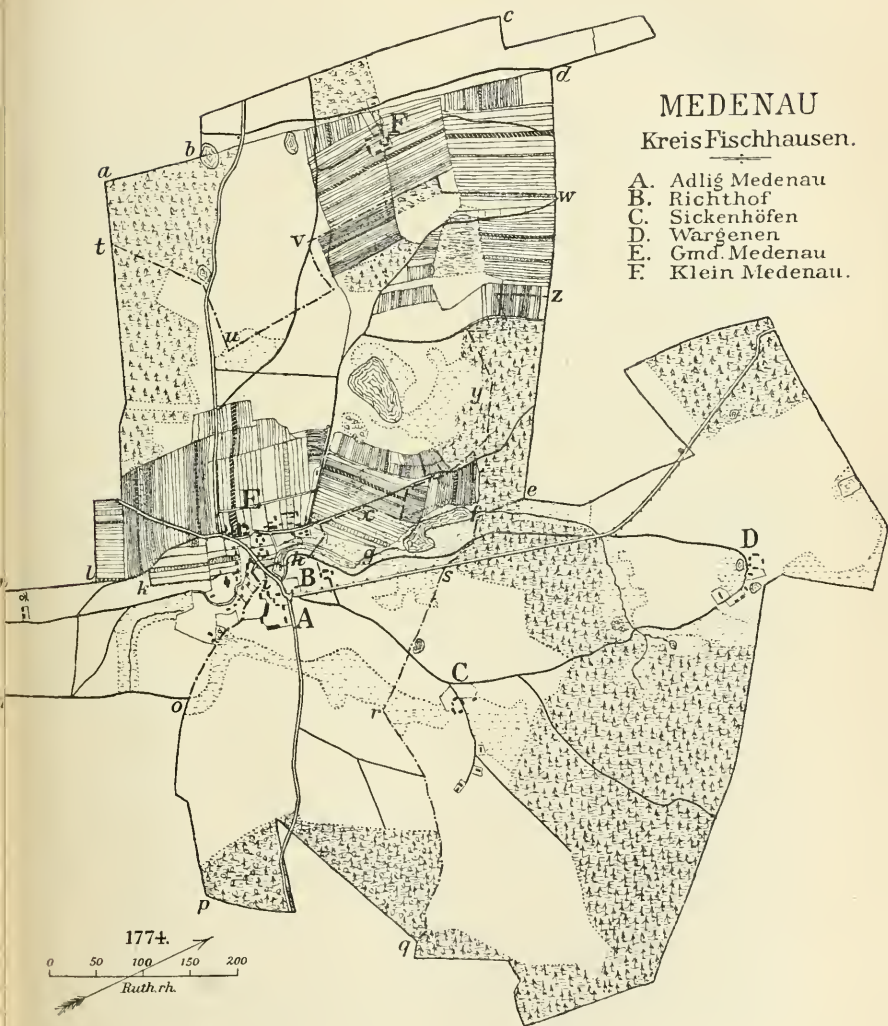 MEDENAU
Kreis Fischhausen.
A. Adlig Medenau
B. Richthof
C. Sickenhöfen
D. Wargenen
E. Gmd. Medenau
F. Klein Medenau.
c
d
F
b
a
w
v
t
z
u
y
E
e
x
f
D
g
k
s
B
l
h
A
C
o
r
p
q
1774.
0 50 100 150 200
Ruth. rh.